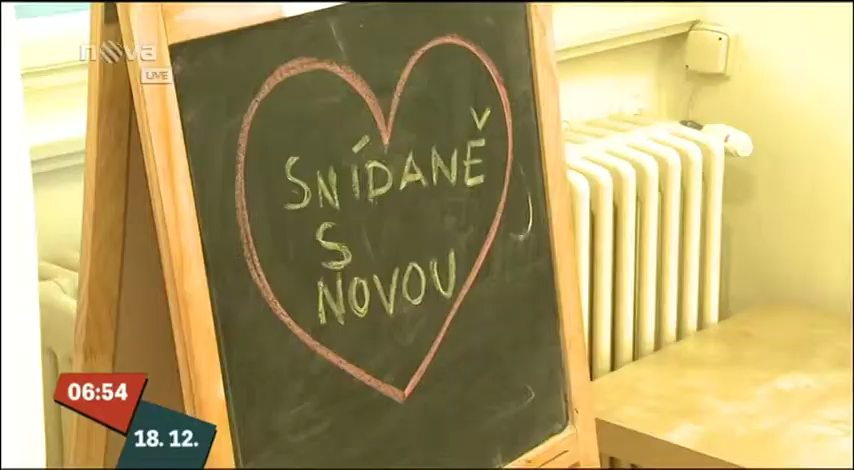 nova
LIVE
SNÍDANĚ
S
NOVOU
06:54
18. 12.